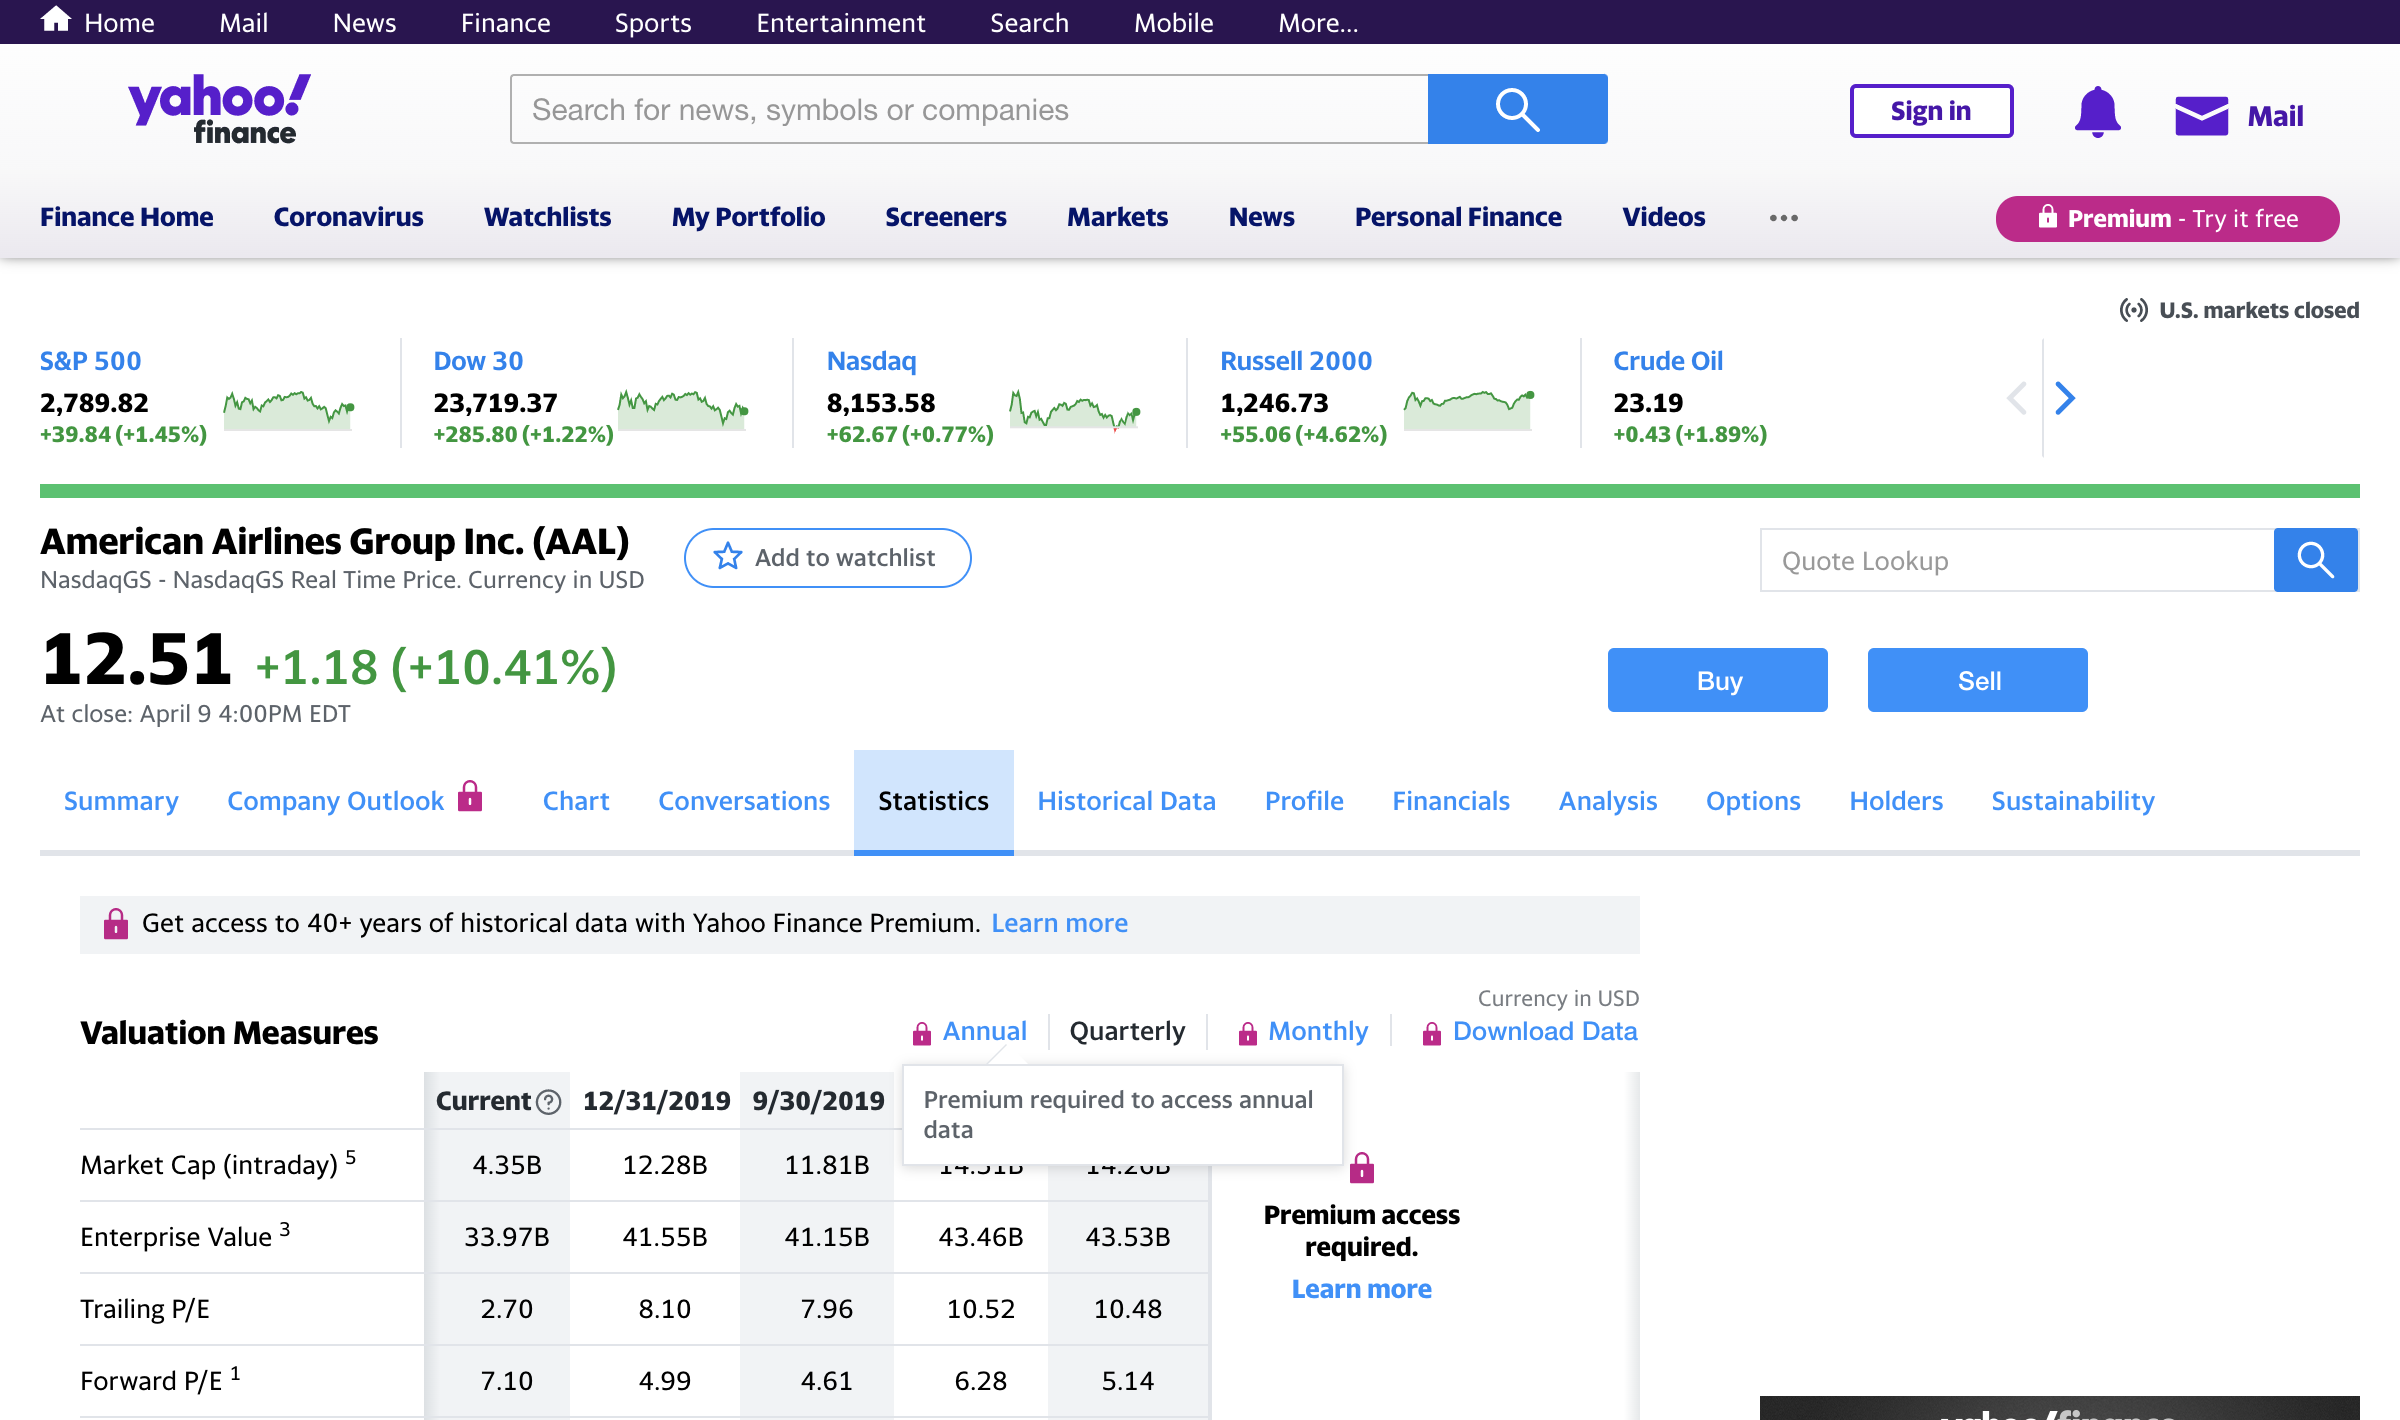 Home Mail News Finance Sports Entertainment Search Mobile More...
yahoo!
finance
Search for news, symbols or companies
Sign in
Mail
Finance Home Coronavirus Watchlists My Portfolio Screeners Markets News Personal Finance Videos
Premium - Try it free
U.S. markets closed
S&P 500
2,789.82
+39.84 (+1.45%)
Dow 30
23,719.37
+285.80 (+1.22%)
Nasdaq
8,153.58
+62.67 (+0.77%)
Russell 2000
1,246.73
+55.06 (+4.62%)
Crude Oil
23.19
+0.43 (+1.89%)
American Airlines Group Inc. (AAL)
NasdaqGS - NasdaqGS Real Time Price. Currency in USD
Add to watchlist
Quote Lookup
12.51 +1.18 (+10.41%)
At close: April 9 4:00PM EDT
Buy Sell
Summary Company Outlook Chart Conversations Statistics Historical Data Profile Financials Analysis Options Holders Sustainability
Get access to 40+ years of historical data with Yahoo Finance Premium. Learn more
Currency in USD
Valuation Measures Annual Quarterly Monthly Download Data
Current ? 12/31/2019 9/30/2019
Premium required to access annual
data
Market Cap (intraday) 5 4.35B 12.28B 11.81B
Enterprise Value 3 33.97B 41.55B 41.15B 43.46B 43.53B
Trailing P/E 2.70 8.10 7.96 10.52 10.48
Forward P/E 1 7.10 4.99 4.61 6.28 5.14
Premium access
required.
Learn more